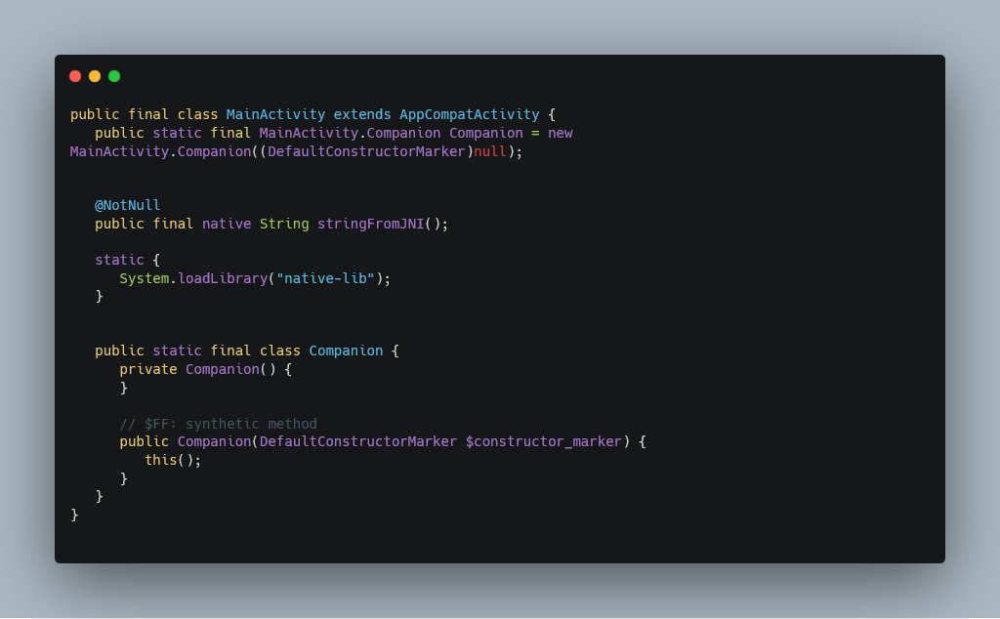 public final class MainActivity extends AppCompatActivity {
   public static final MainActivity.Companion Companion = new
MainActivity.Companion((DefaultConstructorMarker)null);
   @NotNull
   public final native String stringFromJNI();
   static {
      System.loadLibrary("native-lib");
   }
   public static final class Companion {
      private Companion() {
      }
      // $FF: synthetic method
      public Companion(DefaultConstructorMarker $constructor_marker) {
         this();
      }
   }
}